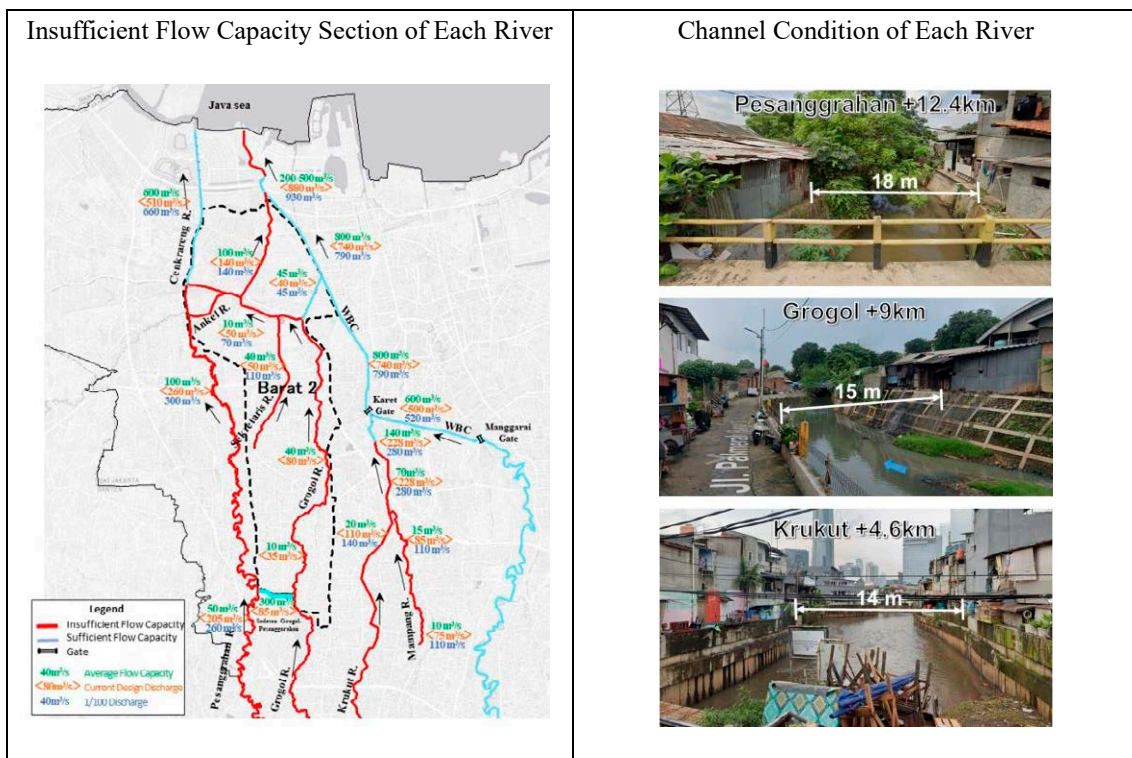 Insufficient Flow Capacity Section of Each River
Java sea
200-500 m³/s
<880 m³/s>
930 m³/s
600 m³/s
<510 m³/s>
660 m³/s
Cenkrareng R.
800 m³/s
<740 m³/s>
790 m³/s
100 m³/s
<140 m³/s>
140 m³/s
45 m³/s
<40 m³/s>
45 m³/s
WBC
Ankel R.
10 m³/s
<50 m³/s>
70 m³/s
40 m³/s
<50 m³/s>
110 m³/s
Barat 2
800 m³/s
<740 m³/s>
790 m³/s
100 m³/s
<260 m³/s>
300 m³/s
Sekretaris R.
Karet
Gate
600 m³/s
<500 m³/s>
520 m³/s
WBC
Manggarai
Gate
140 m³/s
<228 m³/s>
280 m³/s
40 m³/s
<80 m³/s>
Grogol R.
70 m³/s
<228 m³/s>
280 m³/s
20 m³/s
<110 m³/s>
140 m³/s
15 m³/s
<85 m³/s>
110 m³/s
10 m³/s
<35 m³/s>
300 m³/s
<85 m³/s>
Sodetan Grogol-
Pesanggrahan
50 m³/s
<205 m³/s>
260 m³/s
Mampang R.
10 m³/s
<75 m³/s>
110 m³/s
Pesanggrahan R.
Grogol R.
Krukut R.
Legend
Insufficient Flow Capacity
Sufficient Flow Capacity
Gate
40m³/s Average Flow Capacity
<80m³/s> Current Design Discharge
40m³/s 1/100 Discharge
Channel Condition of Each River
Pesanggrahan +12.4km
18 m
Grogol +9km
15 m
Krukut +4.6km
14 m